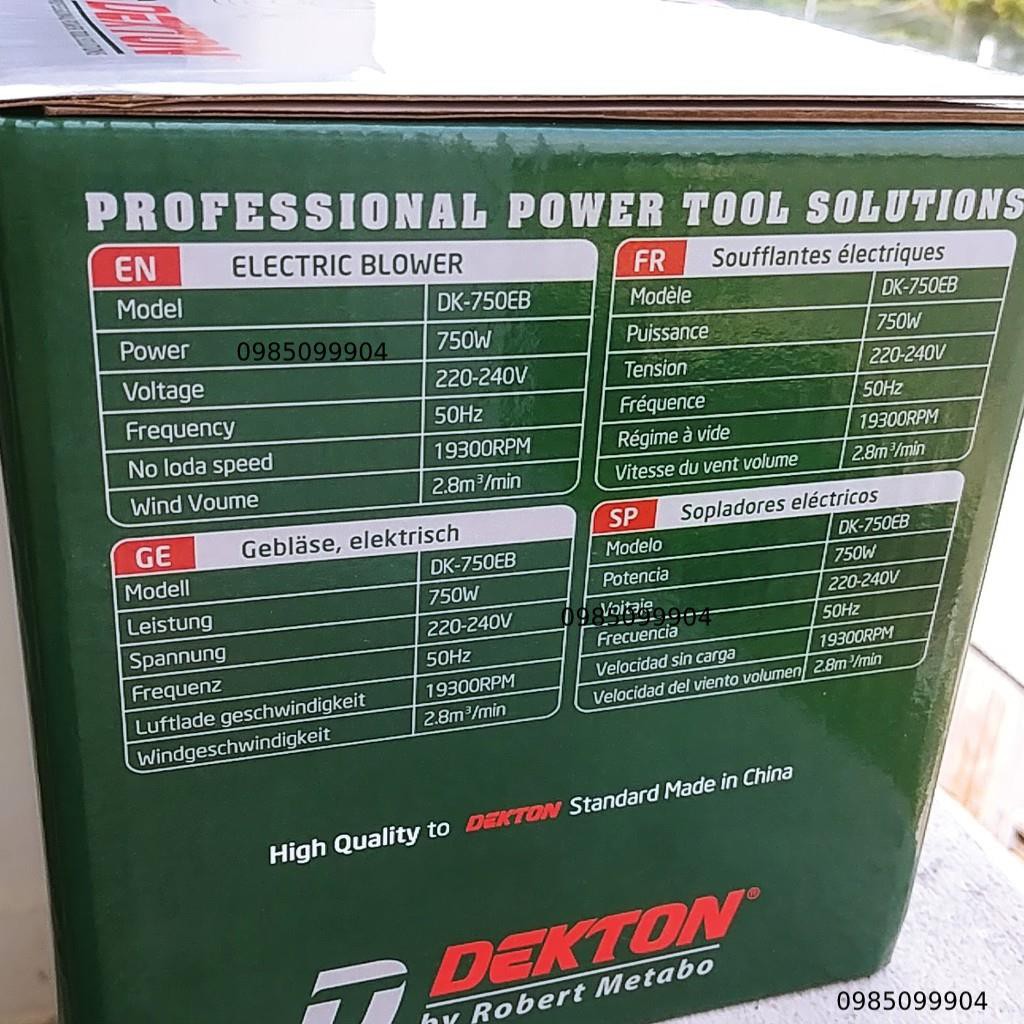 DEKTON
PROFESSIONAL POWER TOOL SOLUTIONS
EN ELECTRIC BLOWER
Model DK-750EB
Power 750W
0985099904
Voltage 220-240V
Frequency 50Hz
No loda speed 19300RPM
Wind Voume 2.8m³/min
FR Soufflantes électriques
Modèle DK-750EB
Puissance 750W
Tension 220-240V
Fréquence 50Hz
Régime à vide 19300RPM
Vitesse du vent volume 2.8m³/min
GE Gebläse, elektrisch
Modell DK-750EB
Leistung 750W
Spannung 220-240V
Frequenz 50Hz
Luftlade geschwindigkeit 19300RPM
Windgeschwindigkeit 2.8m³/min
SP Sopladores eléctricos
Modelo DK-750EB
Potencia 750W
Voltaje 220-240V
0985099904
Frecuencia 50Hz
Velocidad sin carga 19300RPM
Velocidad del viento volumen 2.8m³/min
High Quality to DEKTON Standard Made in China
DEKTON®
by Robert Metabo
0985099904